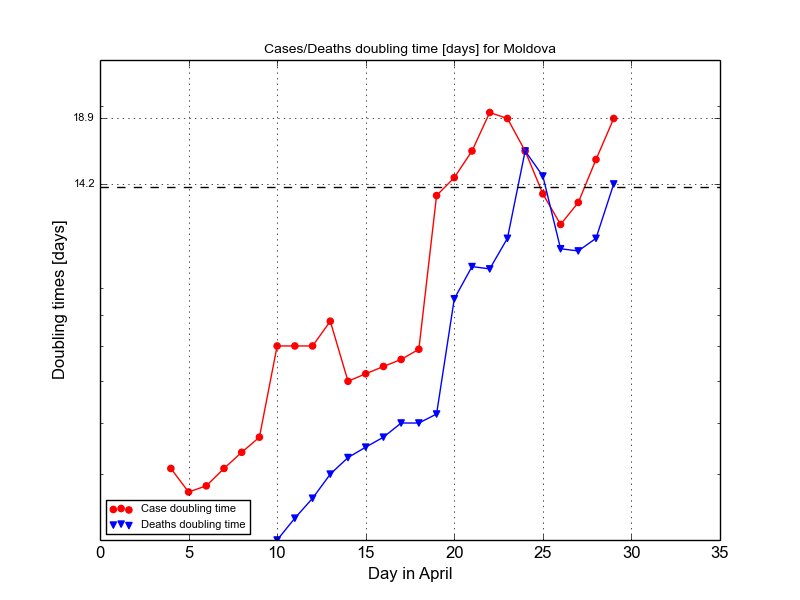 Cases/Deaths doubling time [days] for Moldova
18.9
14.2
Doubling times [days]
Case doubling time
Deaths doubling time
0 5 10 15 20 25 30 35
Day in April